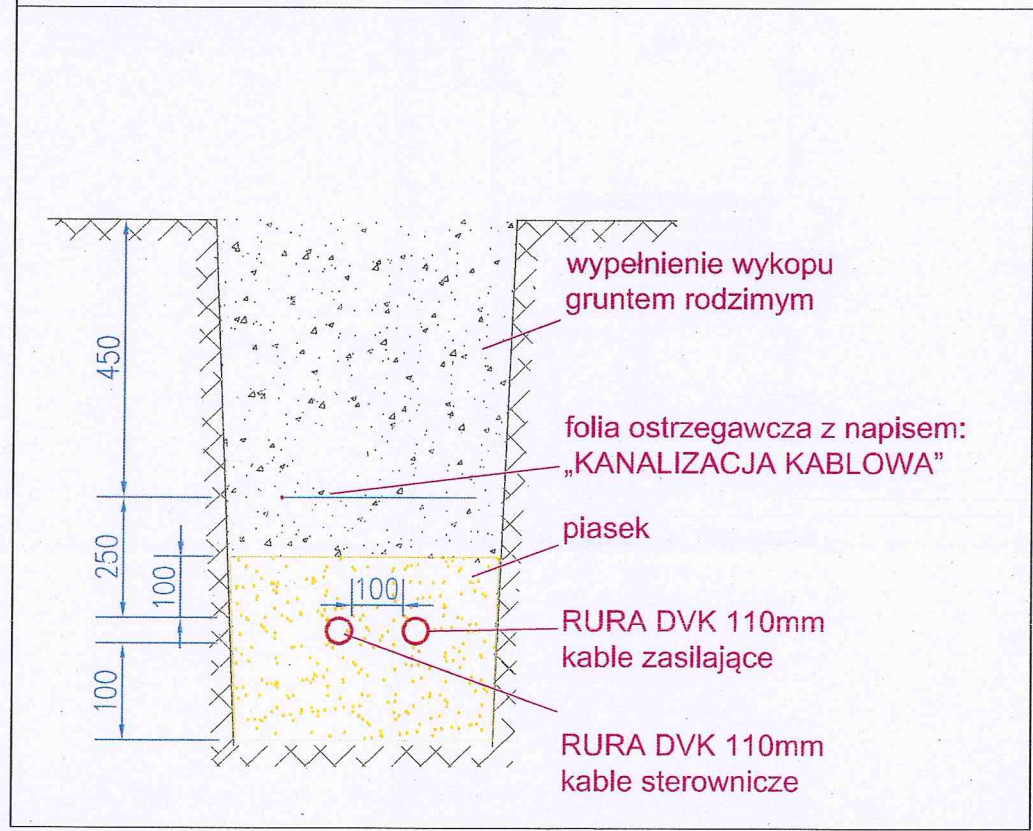 wypełnienie wykopu
gruntem rodzimym
450
folia ostrzegawcza z napisem:
„KANALIZACJA KABLOWA”
250
100
piasek
100
RURA DVK 110mm
kable zasilające
100
RURA DVK 110mm
kable sterownicze